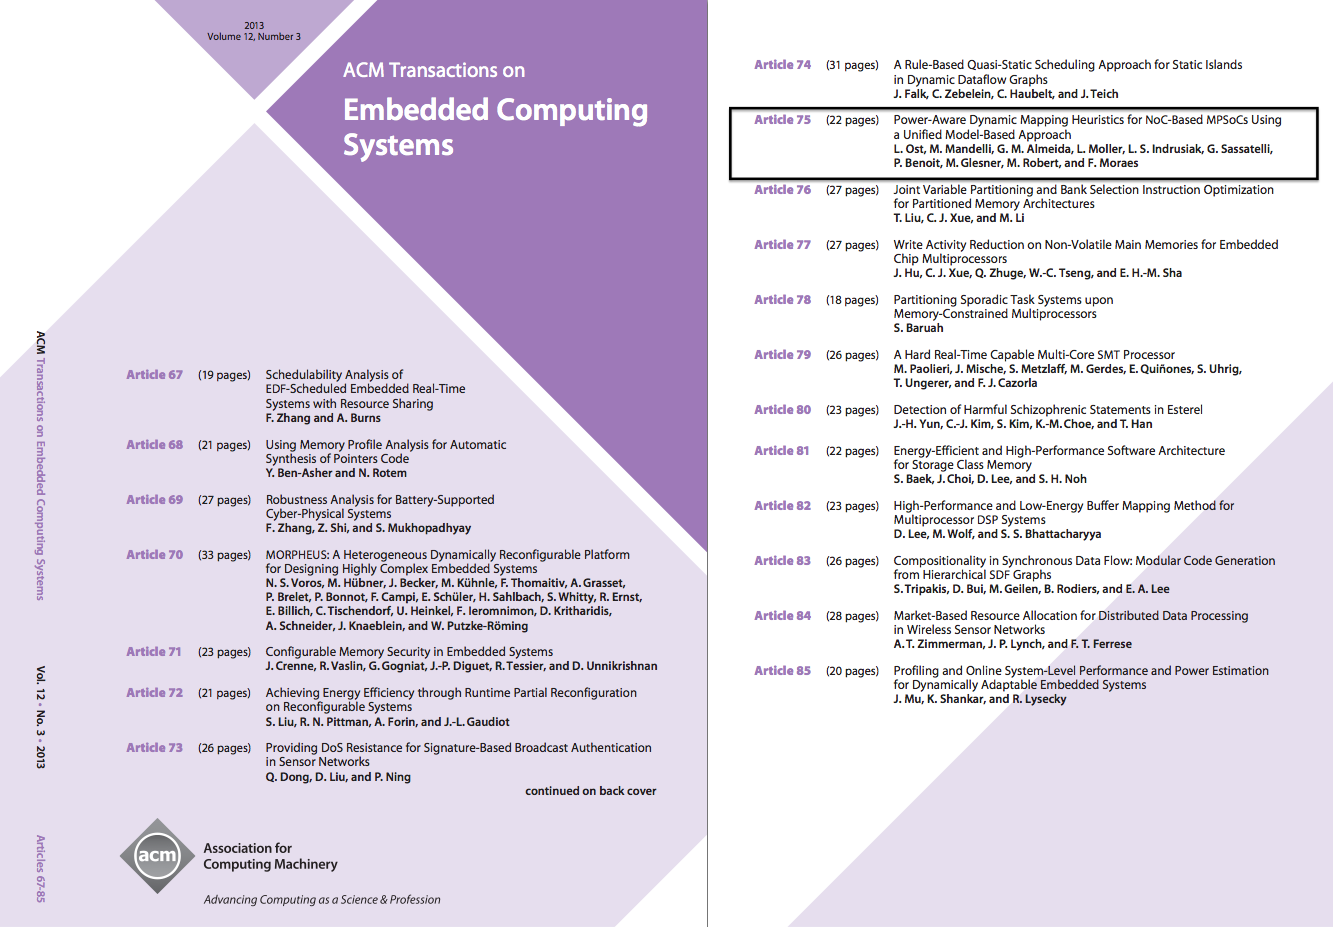 2013
Volume 12, Number 3
ACM Transactions on
Embedded Computing
Systems
ACM Transactions on Embedded Computing Systems
Vol. 12 • No. 3 • 2013
Articles 67-85
Article 67 (19 pages) Schedulability Analysis of
EDF-Scheduled Embedded Real-Time
Systems with Resource Sharing
F. Zhang and A. Burns
Article 68 (21 pages) Using Memory Profile Analysis for Automatic
Synthesis of Pointers Code
Y. Ben-Asher and N. Rotem
Article 69 (27 pages) Robustness Analysis for Battery-Supported
Cyber-Physical Systems
F. Zhang, Z. Shi, and S. Mukhopadhyay
Article 70 (33 pages) MORPHEUS: A Heterogeneous Dynamically Reconfigurable Platform
for Designing Highly Complex Embedded Systems
N. S. Voros, M. Hübner, J. Becker, M. Kühnle, F. Thomaitiv, A. Grasset,
P. Brelet, P. Bonnot, F. Campi, E. Schüler, H. Sahlbach, S. Whitty, R. Ernst,
E. Billich, C. Tischendorf, U. Heinkel, F. Ieromnimon, D. Kritharidis,
A. Schneider, J. Knaeblein, and W. Putzke-Röming
Article 71 (23 pages) Configurable Memory Security in Embedded Systems
J. Crenne, R. Vaslin, G. Gogniat, J.-P. Diguet, R. Tessier, and D. Unnikrishnan
Article 72 (21 pages) Achieving Energy Efficiency through Runtime Partial Reconfiguration
on Reconfigurable Systems
S. Liu, R. N. Pittman, A. Forin, and J.-L. Gaudiot
Article 73 (26 pages) Providing DoS Resistance for Signature-Based Broadcast Authentication
in Sensor Networks
Q. Dong, D. Liu, and P. Ning
continued on back cover
acm
Association for
Computing Machinery
Advancing Computing as a Science & Profession
Article 74 (31 pages) A Rule-Based Quasi-Static Scheduling Approach for Static Islands
in Dynamic Dataflow Graphs
J. Falk, C. Zebelein, C. Haubelt, and J. Teich
Article 75 (22 pages) Power-Aware Dynamic Mapping Heuristics for NoC-Based MPSoCs Using
a Unified Model-Based Approach
L. Ost, M. Mandelli, G. M. Almeida, L. Moller, L. S. Indrusiak, G. Sassatelli,
P. Benoit, M. Glesner, M. Robert, and F. Moraes
Article 76 (27 pages) Joint Variable Partitioning and Bank Selection Instruction Optimization
for Partitioned Memory Architectures
T. Liu, C. J. Xue, and M. Li
Article 77 (27 pages) Write Activity Reduction on Non-Volatile Main Memories for Embedded
Chip Multiprocessors
J. Hu, C. J. Xue, Q. Zhuge, W.-C. Tseng, and E. H.-M. Sha
Article 78 (18 pages) Partitioning Sporadic Task Systems upon
Memory-Constrained Multiprocessors
S. Baruah
Article 79 (26 pages) A Hard Real-Time Capable Multi-Core SMT Processor
M. Paolieri, J. Mische, S. Metzlaff, M. Gerdes, E. Quiñones, S. Uhrig,
T. Ungerer, and F. J. Cazorla
Article 80 (23 pages) Detection of Harmful Schizophrenic Statements in Esterel
J.-H. Yun, C.-J. Kim, S. Kim, K.-M. Choe, and T. Han
Article 81 (22 pages) Energy-Efficient and High-Performance Software Architecture
for Storage Class Memory
S. Baek, J. Choi, D. Lee, and S. H. Noh
Article 82 (23 pages) High-Performance and Low-Energy Buffer Mapping Method for
Multiprocessor DSP Systems
D. Lee, M. Wolf, and S. S. Bhattacharyya
Article 83 (26 pages) Compositionality in Synchronous Data Flow: Modular Code Generation
from Hierarchical SDF Graphs
S. Tripakis, D. Bui, M. Geilen, B. Rodiers, and E. A. Lee
Article 84 (28 pages) Market-Based Resource Allocation for Distributed Data Processing
in Wireless Sensor Networks
A. T. Zimmerman, J. P. Lynch, and F. T. Ferrese
Article 85 (20 pages) Profiling and Online System-Level Performance and Power Estimation
for Dynamically Adaptable Embedded Systems
J. Mu, K. Shankar, and R. Lysecky